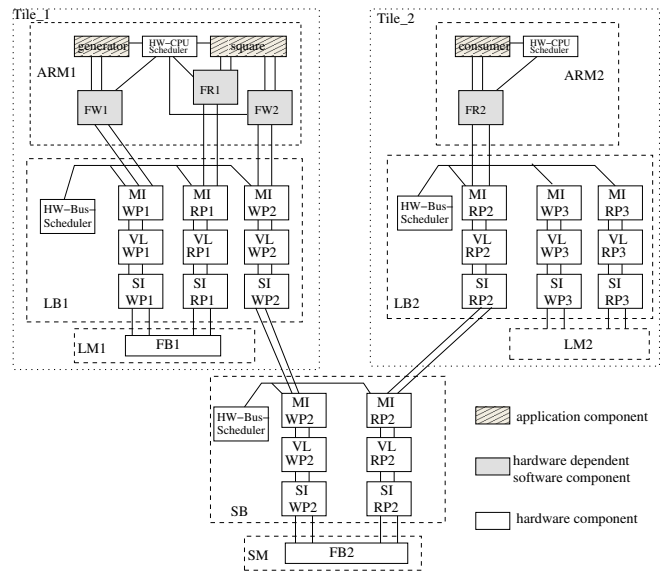 Tile_1
generator
HW-CPU
Scheduler
square
ARM1
FW1
FR1
FW2
HW-Bus-
Scheduler
MI
WP1
MI
RP1
MI
WP2
VL
WP1
VL
RP1
VL
WP2
SI
WP1
SI
RP1
SI
WP2
LB1
LM1
FB1
Tile_2
consumer
HW-CPU
Scheduler
ARM2
FR2
HW-Bus-
Scheduler
MI
RP2
MI
WP3
MI
RP3
VL
RP2
VL
WP3
VL
RP3
SI
RP2
SI
WP3
SI
RP3
LB2
LM2
HW-Bus-
Scheduler
MI
WP2
MI
RP2
VL
WP2
VL
RP2
SI
WP2
SI
RP2
SB
SM
FB2
application component
hardware dependent
software component
hardware component